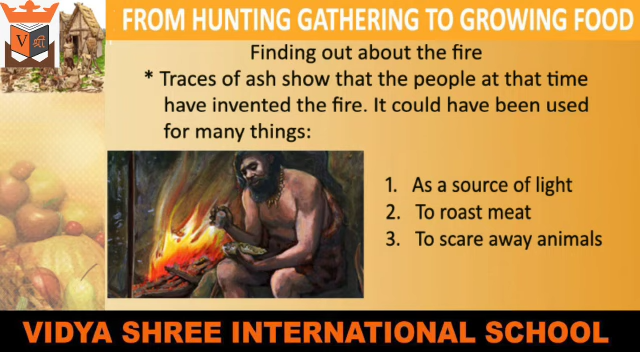 FROM HUNTING GATHERING TO GROWING FOOD
Finding out about the fire
* Traces of ash show that the people at that time
have invented the fire. It could have been used
for many things:
1. As a source of light
2. To roast meat
3. To scare away animals
V श्री
VIDYA SHREE INTERNATIONAL SCHOOL